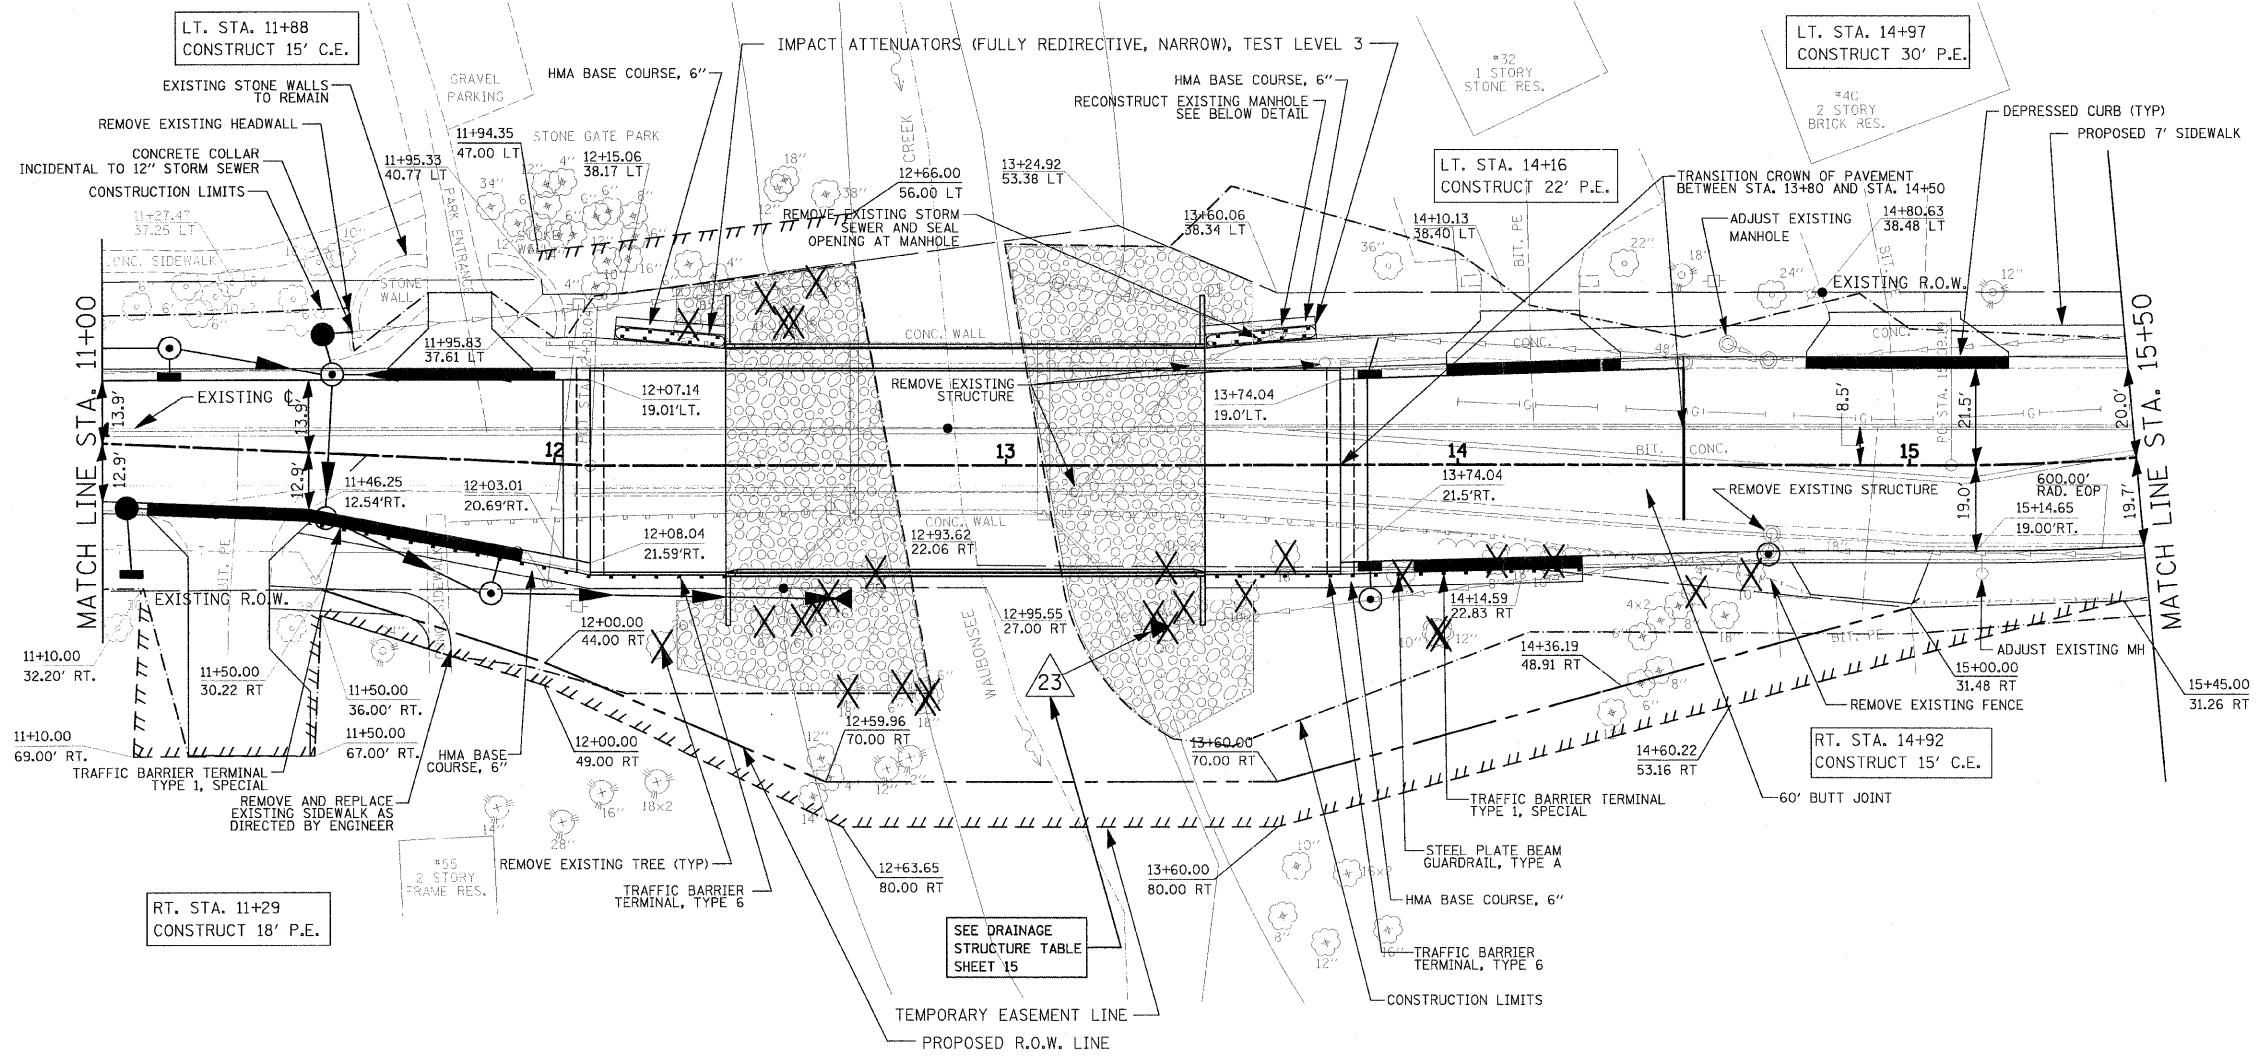 LT. STA. 11+88
CONSTRUCT 15' C.E.
LT. STA. 14+97
CONSTRUCT 30' P.E.
IMPACT ATTENUATORS (FULLY REDIRECTIVE, NARROW), TEST LEVEL 3
EXISTING STONE WALLS
TO REMAIN
REMOVE EXISTING HEADWALL
CONCRETE COLLAR
INCIDENTAL TO 12" STORM SEWER
CONSTRUCTION LIMITS
GRAVEL
PARKING
HMA BASE COURSE, 6"
HMA BASE COURSE, 6"
RECONSTRUCT EXISTING MANHOLE
SEE BELOW DETAIL
#32
1 STORY
STONE RES.
2 STORY
BRICK RES.
DEPRESSED CURB (TYP)
PROPOSED 7' SIDEWALK
11+94.35
47.00 LT
STONE GATE PARK
11+95.33
40.77 LT
12+15.06
38.17 LT
CREEK
12+66.00
56.00 LT
13+24.92
53.38 LT
LT. STA. 14+16
CONSTRUCT 22' P.E.
TRANSITION CROWN OF PAVEMENT
BETWEEN STA. 13+80 AND STA. 14+50
11+27.47
37.25 LT
PARK ENTRANCE
REMOVE EXISTING STORM
SEWER AND SEAL
OPENING AT MANHOLE
13+60.06
38.34 LT
14+10.13
38.40 LT
BIT. PE
ADJUST EXISTING
MANHOLE
14+80.63
38.48 LT
CONC. SIDEWALK
STONE
WALL
EXISTING R.O.W.
MATCH LINE STA. 11+00
11+95.83
37.61 LT
CONC. WALL
CONC.
CONC.
MATCH LINE STA. 15+50
EXISTING ℄
13.9'
13.9'
12+07.14
19.01'LT.
REMOVE EXISTING
STRUCTURE
13+74.04
19.0'LT.
8.5'
21.5'
20.0'
12
13
14
15
BIT. CONC.
12.9'
12.9'
11+46.25
12.54'RT.
12+03.01
20.69'RT.
13+74.04
21.5'RT.
REMOVE EXISTING STRUCTURE
600.00'
RAD. EOP
15+14.65
19.00'RT.
19.0'
19.7'
12+08.04
21.59'RT.
CONC. WALL
12+93.62
22.06 RT
BIT. PE
SIDEWALK
EXISTING R.O.W.
12+00.00
44.00 RT
WAUBONSEE
12+95.55
27.00 RT
14+14.59
22.83 RT
BIT. PE
11+10.00
32.20' RT.
11+50.00
30.22 RT
11+50.00
36.00' RT.
23
14+36.19
48.91 RT
ADJUST EXISTING MH
15+00.00
31.48 RT
15+45.00
31.26 RT
REMOVE EXISTING FENCE
11+10.00
69.00' RT.
11+50.00
67.00' RT.
HMA BASE
COURSE, 6"
12+00.00
49.00 RT
12+59.96
70.00 RT
13+60.00
70.00 RT
14+60.22
53.16 RT
RT. STA. 14+92
CONSTRUCT 15' C.E.
TRAFFIC BARRIER TERMINAL
TYPE 1, SPECIAL
REMOVE AND REPLACE
EXISTING SIDEWALK AS
DIRECTED BY ENGINEER
18x2
16"
14"
28"
TRAFFIC BARRIER TERMINAL
TYPE 1, SPECIAL
60' BUTT JOINT
#55
2 STORY
FRAME RES.
REMOVE EXISTING TREE (TYP)
12+63.65
80.00 RT
13+60.00
80.00 RT
STEEL PLATE BEAM
GUARDRAIL, TYPE A
RT. STA. 11+29
CONSTRUCT 18' P.E.
TRAFFIC BARRIER
TERMINAL, TYPE 6
HMA BASE COURSE, 6"
SEE DRAINAGE
STRUCTURE TABLE
SHEET 15
TRAFFIC BARRIER
TERMINAL, TYPE 6
CONSTRUCTION LIMITS
TEMPORARY EASEMENT LINE
PROPOSED R.O.W. LINE